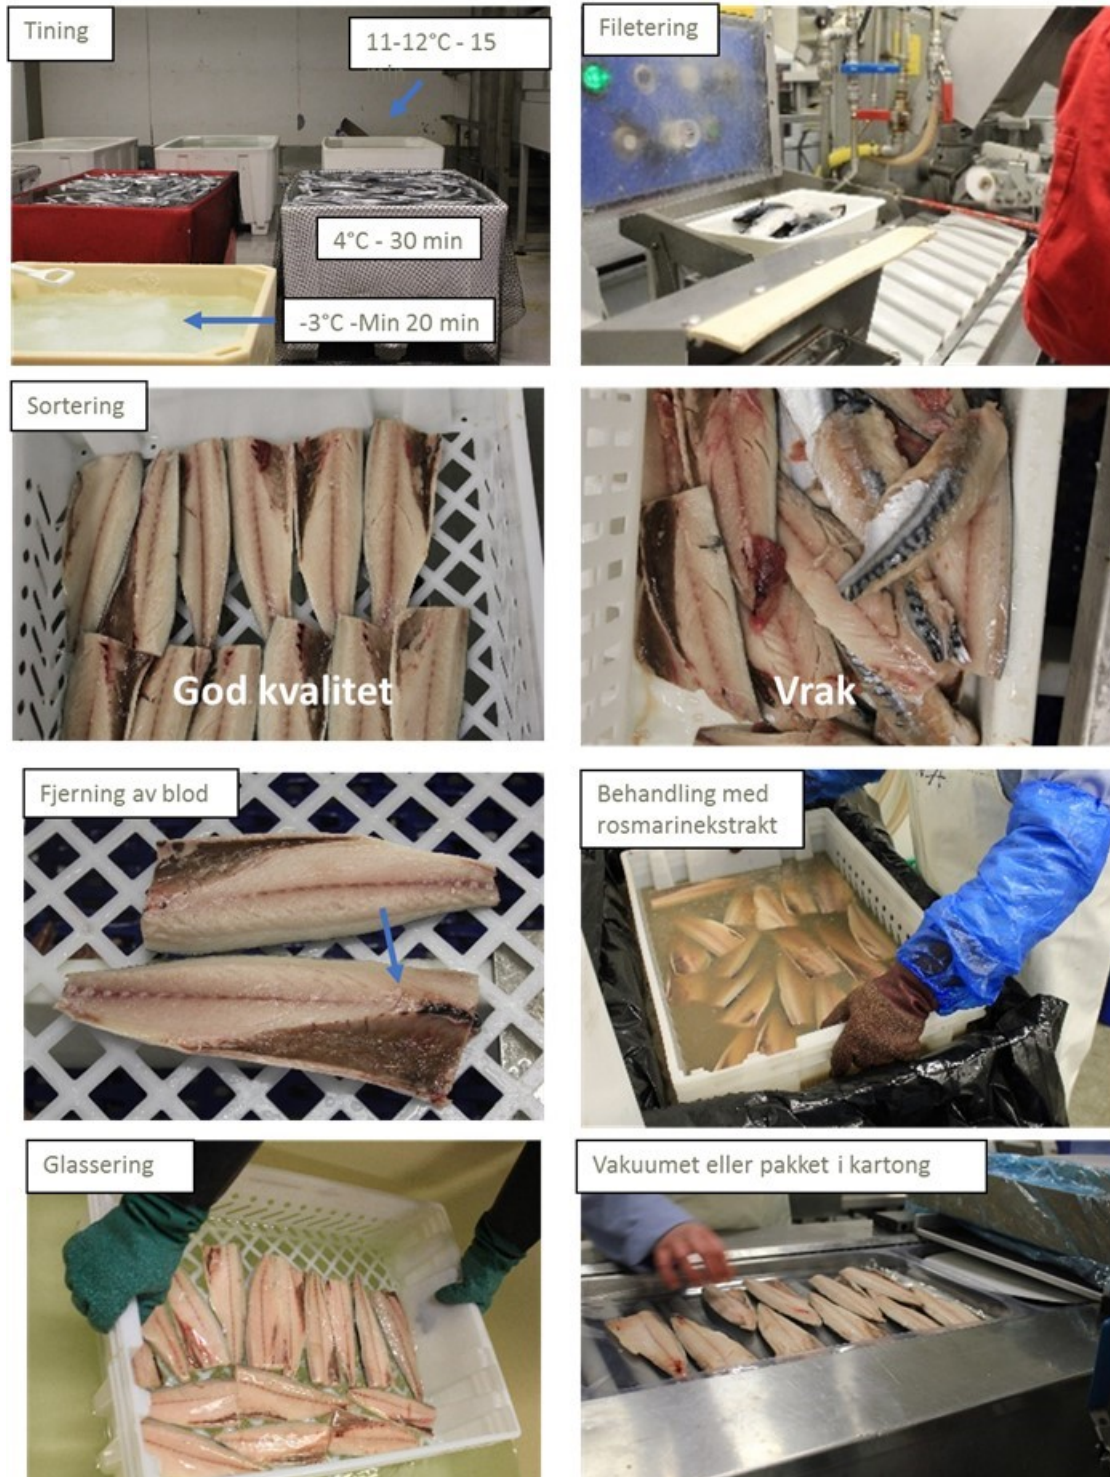 Tining
11-12°C - 15
4°C - 30 min
-3°C -Min 20 min
Filetering
Sortering
God kvalitet
Vrak
Fjerning av blod
Behandling med
rosmarinekstrakt
Glassering
Vakuumet eller pakket i kartong